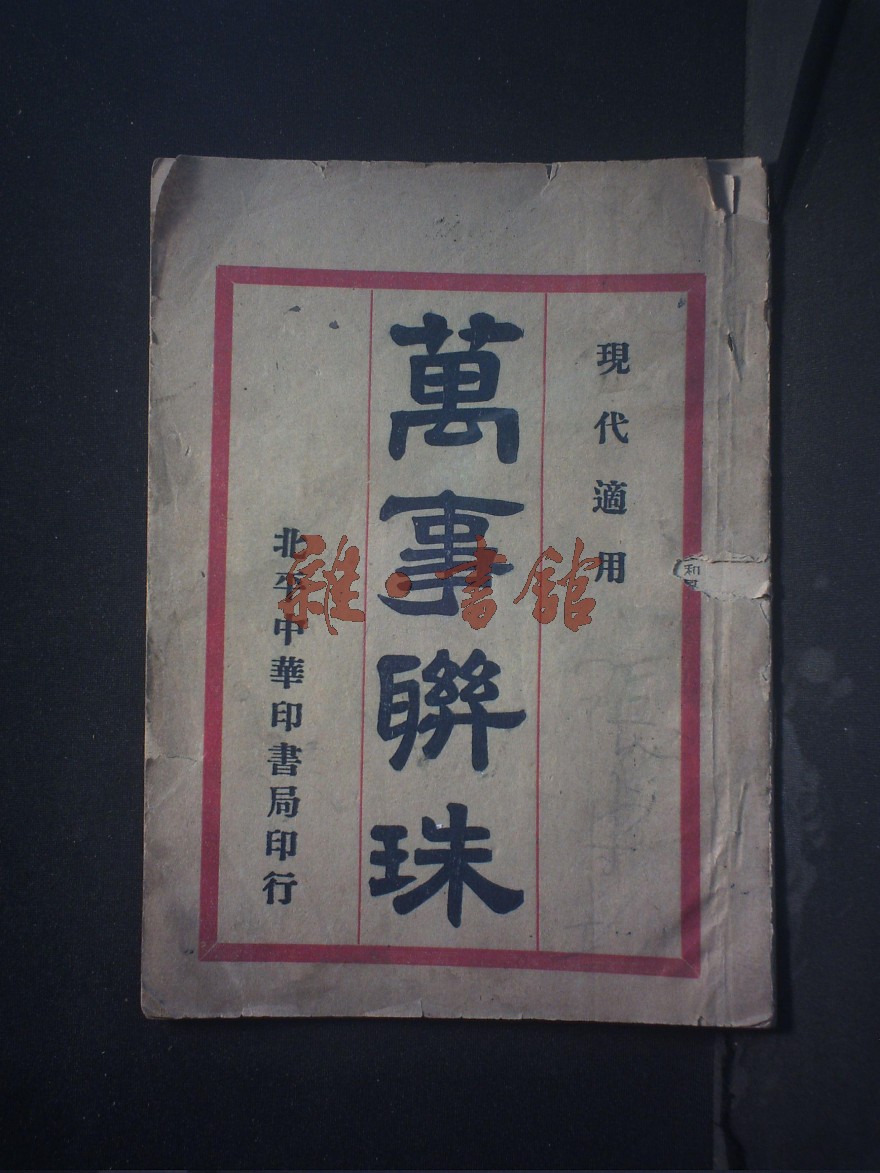 現代適用
萬事聯珠
北平中華印書局印行
雜·書館
和